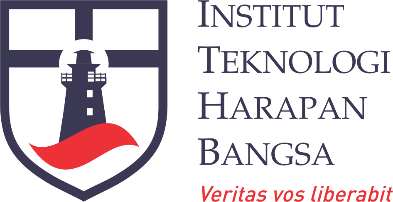 INSTITUT
TEKNOLOGI
HARAPAN
BANGSA
Veritas vos liberabit